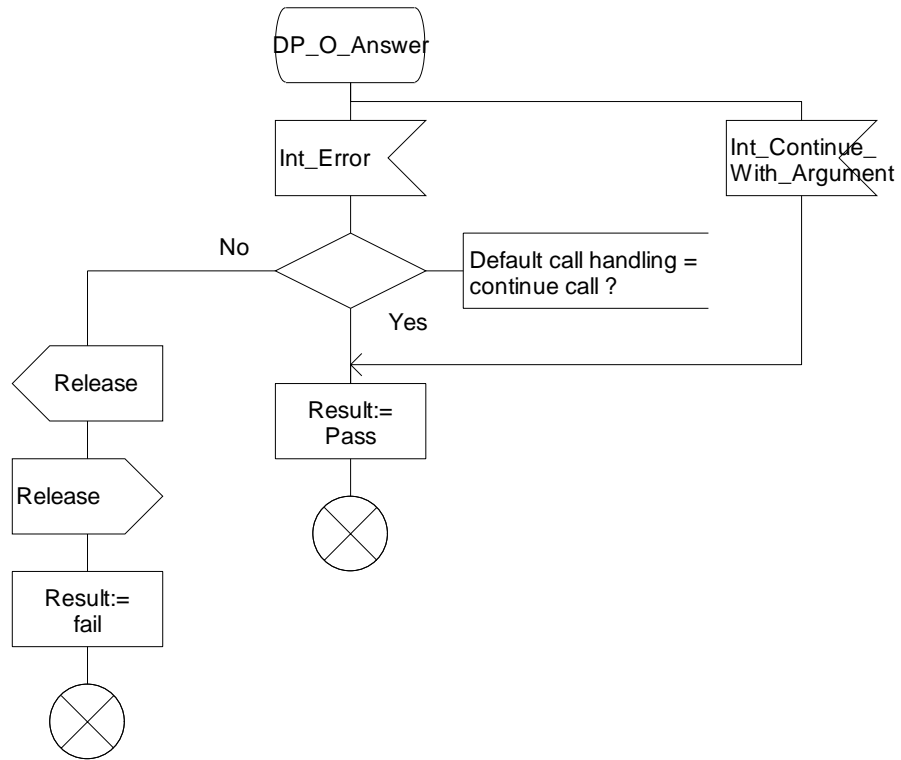 DP_O_Answer
Int_Error
Int_Continue_
With_Argument
No
Default call handling =
continue call ?
Yes
Release
Result:=
Pass
Release
Result:=
fail